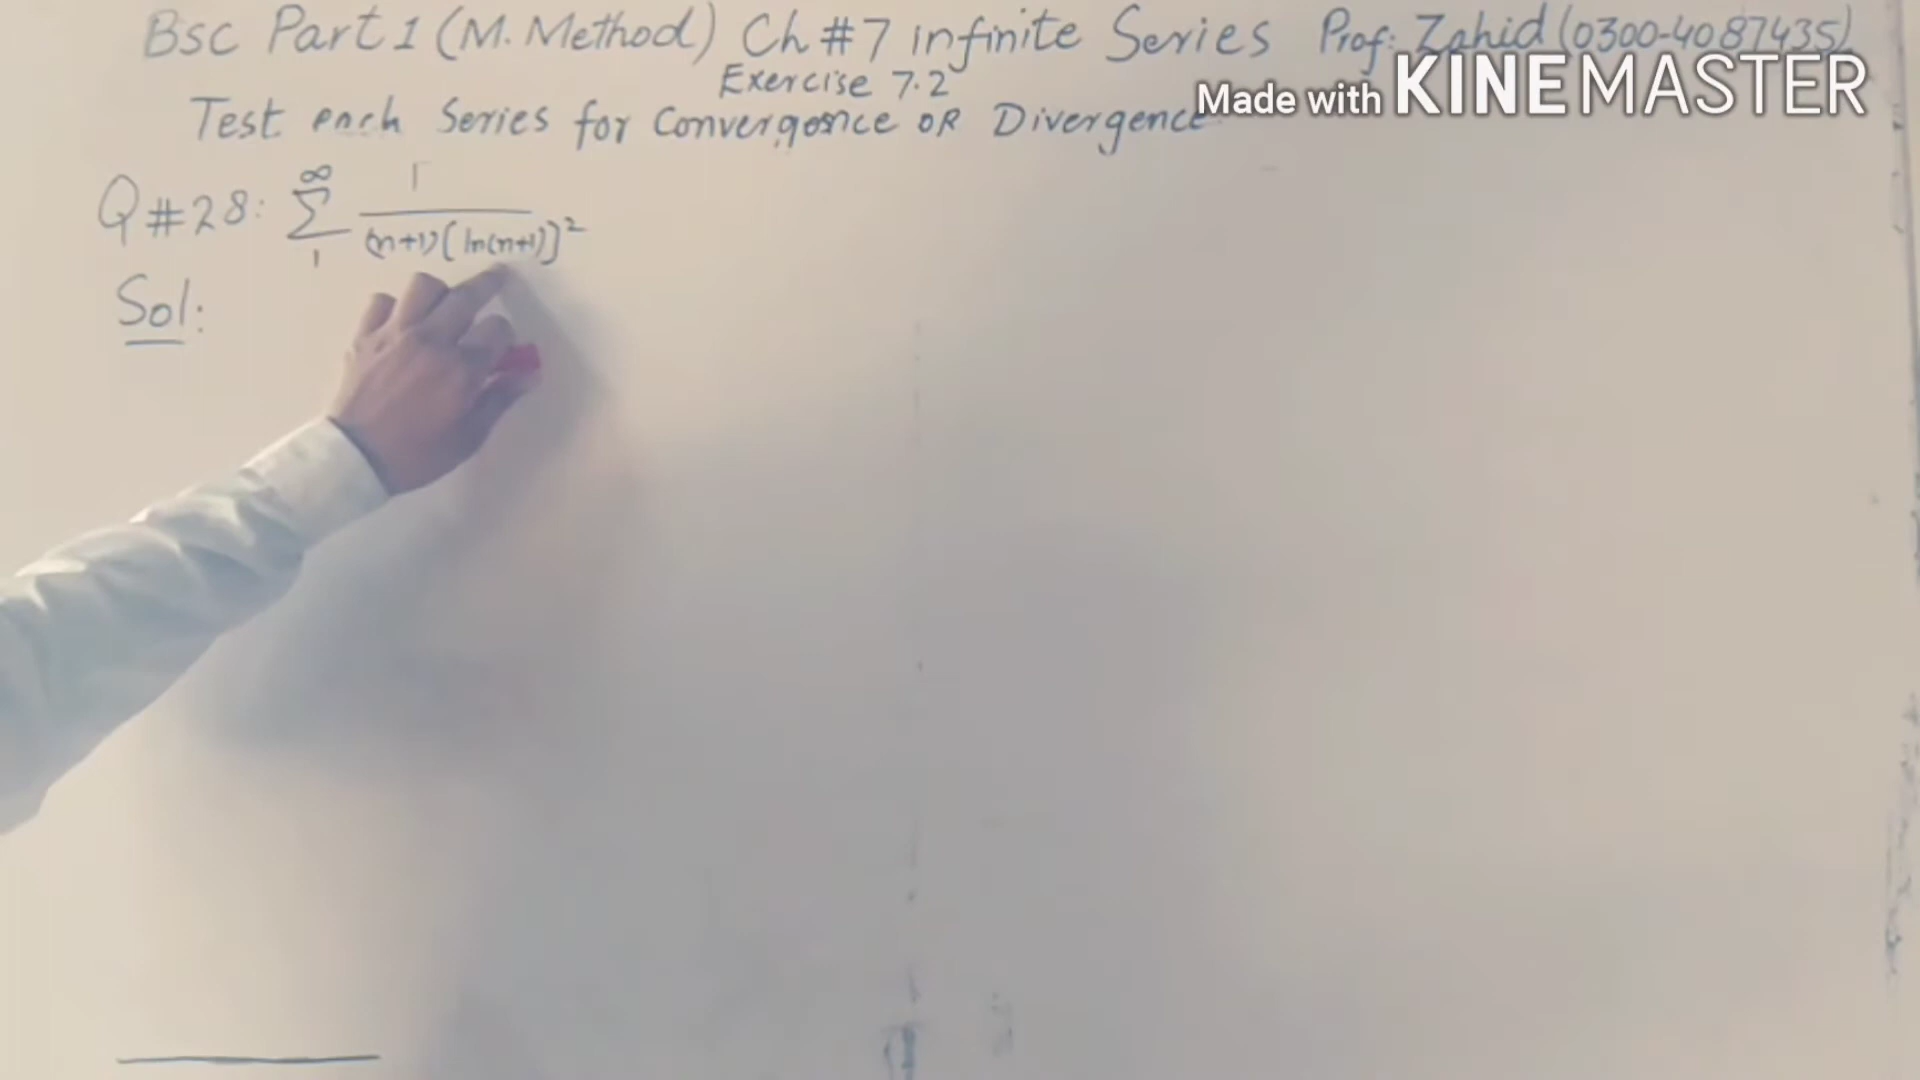 Bsc Part 1 (M. Method) Ch #7 infinite Series Prof: Zahid (0300-4087435)
Exercise 7.2
Made with KINEMASTER
Test each Series for Convergence OR Divergence
Q#28: ∞ ∑ 1 1 / (n+1)[ln(n+1)]²
Sol: